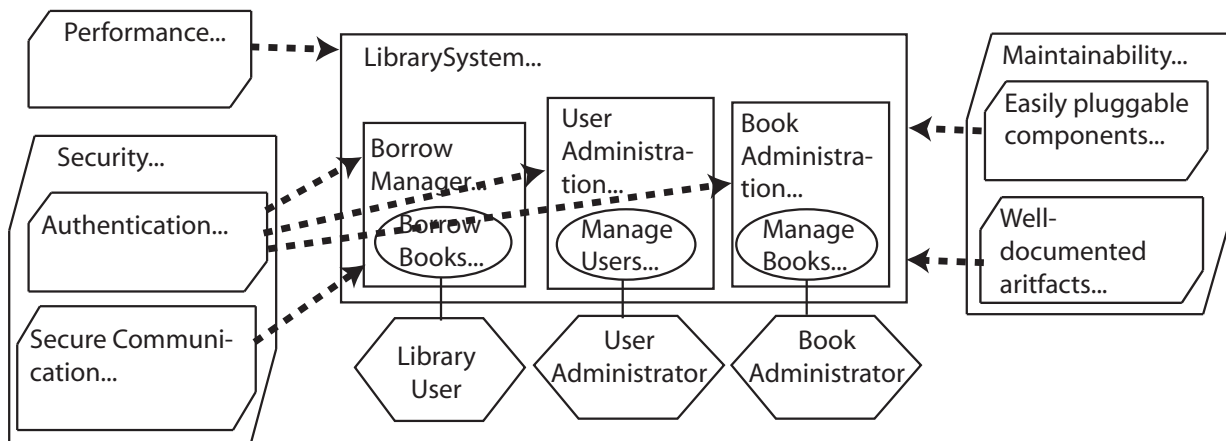 Performance...
LibrarySystem...
Maintainability...
Easily pluggable
components...
Well-
documented
aritfacts...
Security...
Authentication...
Secure Communi-
cation...
Borrow
Manager...
Borrow
Books...
User
Administra-
tion...
Manage
Users...
Book
Administra-
tion...
Manage
Books...
Library
User
User
Administrator
Book
Administrator